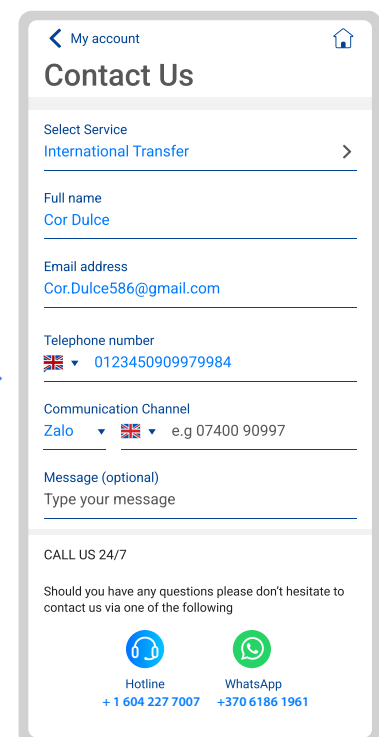 My account
Contact Us
Select Service
International Transfer
Full name
Cor Dulce
Email address
Cor.Dulce586@gmail.com
Telephone number
0123450909979984
Communication Channel
Zalo e.g 07400 90997
Message (optional)
Type your message
CALL US 24/7
Should you have any questions please don't hesitate to
contact us via one of the following
Hotline WhatsApp
+ 1 604 227 7007 +370 6186 1961